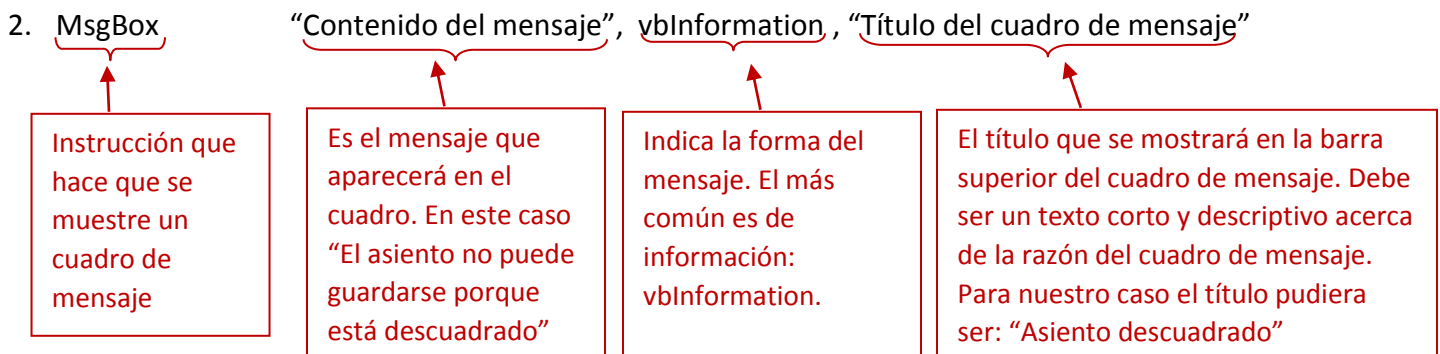 2. MsgBox “Contenido del mensaje”, vbInformation , “Título del cuadro de mensaje”
Instrucción que
hace que se
muestre un
cuadro de
mensaje
Es el mensaje que
aparecerá en el
cuadro. En este caso
“El asiento no puede
guardarse porque
está descuadrado”
Indica la forma del
mensaje. El más
común es de
información:
vbInformation.
El título que se mostrará en la barra
superior del cuadro de mensaje. Debe
ser un texto corto y descriptivo acerca
de la razón del cuadro de mensaje.
Para nuestro caso el título pudiera
ser: “Asiento descuadrado”